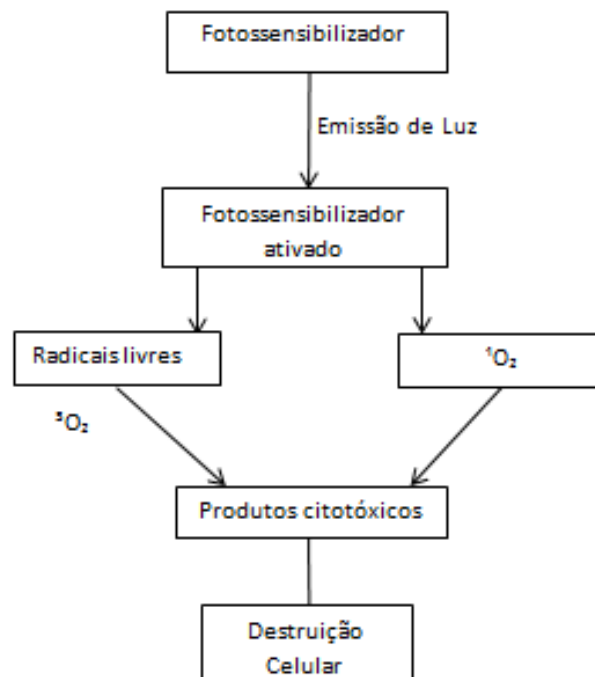 Fotossensibilizador
Emissão de Luz
Fotossensibilizador
ativado
Radicais livres
¹O₂
³O₂
Produtos citotóxicos
Destruição
Celular